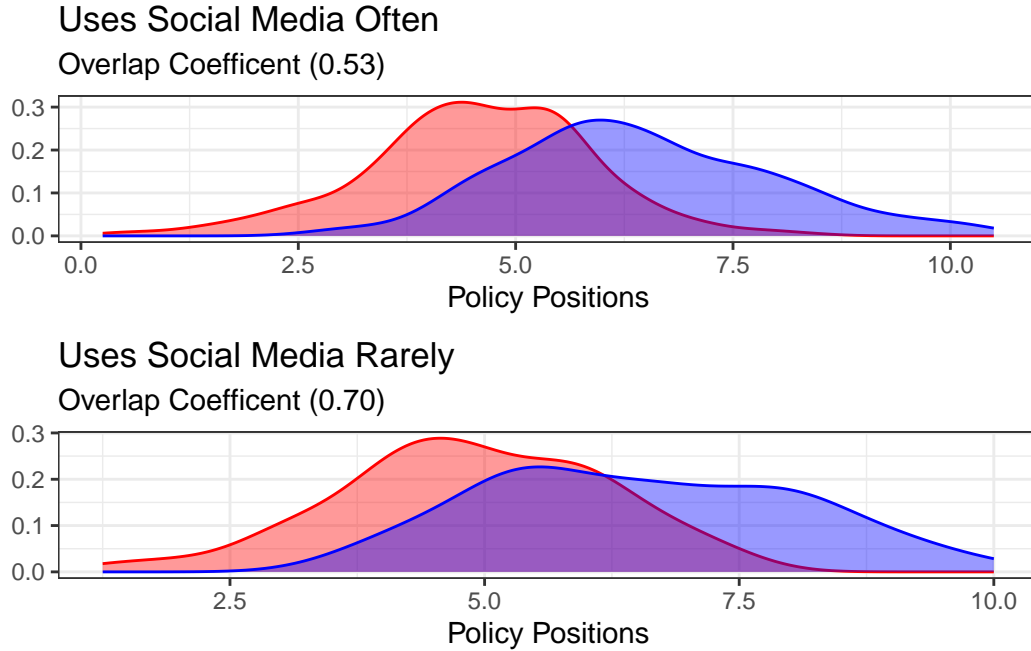 Uses Social Media Often
Overlap Coefficent (0.53)
0.3
0.2
0.1
0.0
0.0 2.5 5.0 7.5 10.0
Policy Positions
Uses Social Media Rarely
Overlap Coefficent (0.70)
0.3
0.2
0.1
0.0
2.5 5.0 7.5 10.0
Policy Positions